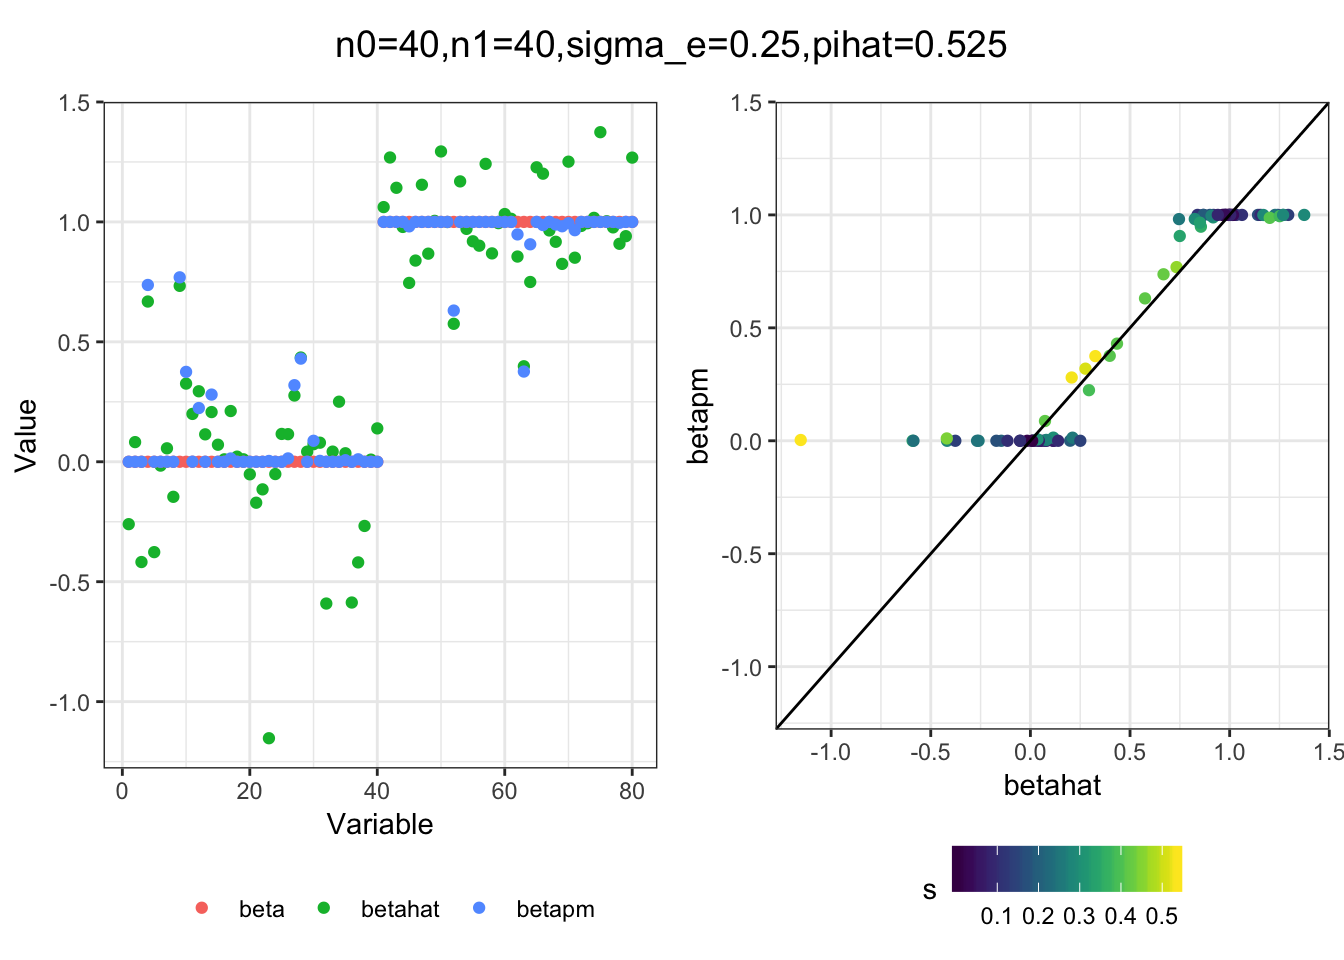 n0=40,n1=40,sigma_e=0.25,pihat=0.525
1.5
1.0
0.5
0.0
-0.5
-1.0
Value
0 20 40 60 80
Variable
beta betahat betapm
1.5
1.0
0.5
0.0
-0.5
-1.0
betapm
-1.0 -0.5 0.0 0.5 1.0 1.5
betahat
s
0.1 0.2 0.3 0.4 0.5